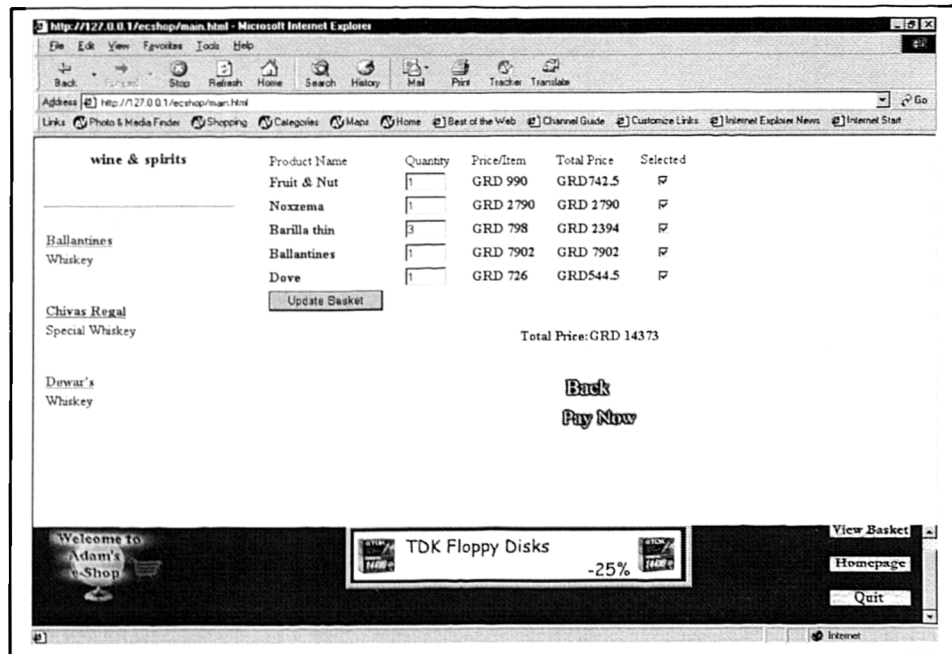 http://127.0.0.1/ecshop/main.html - Microsoft Internet Explorer
File Edit View Favorites Tools Help
Back Stop Refresh Home Search History Mail Print Tracker Translate
Address http://127.0.0.1/ecshop/main.html Go
Links Photo & Media Finder Shopping Categories Maps Home Best of the Web Channel Guide Customize Links Internet Explorer News Internet Start
wine & spirits
Ballantines
Whiskey
Chivas Regal
Special Whiskey
Dewar's
Whiskey
Product Name Quantity Price/Item Total Price Selected
Fruit & Nut 1 GRD 990 GRD742.5
Noxzema 1 GRD 2790 GRD 2790
Barilla thin 3 GRD 798 GRD 2394
Ballantines 1 GRD 7902 GRD 7902
Dove 1 GRD 726 GRD544.5
Update Basket
Total Price:GRD 14373
Back
Pay Now
Welcome to
Adam's
e-Shop
TDK Floppy Disks
-25%
View Basket
Homepage
Quit
Internet